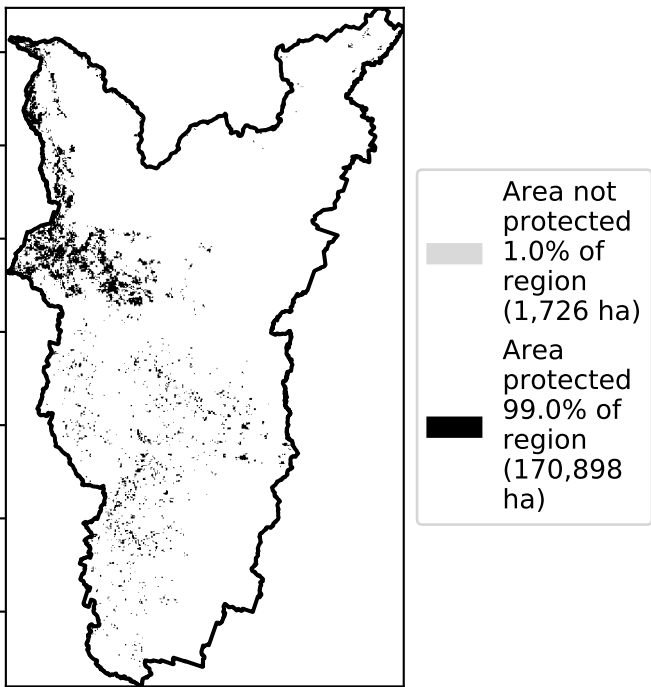 Area not
protected
1.0% of
region
(1,726 ha)
Area
protected
99.0% of
region
(170,898
ha)